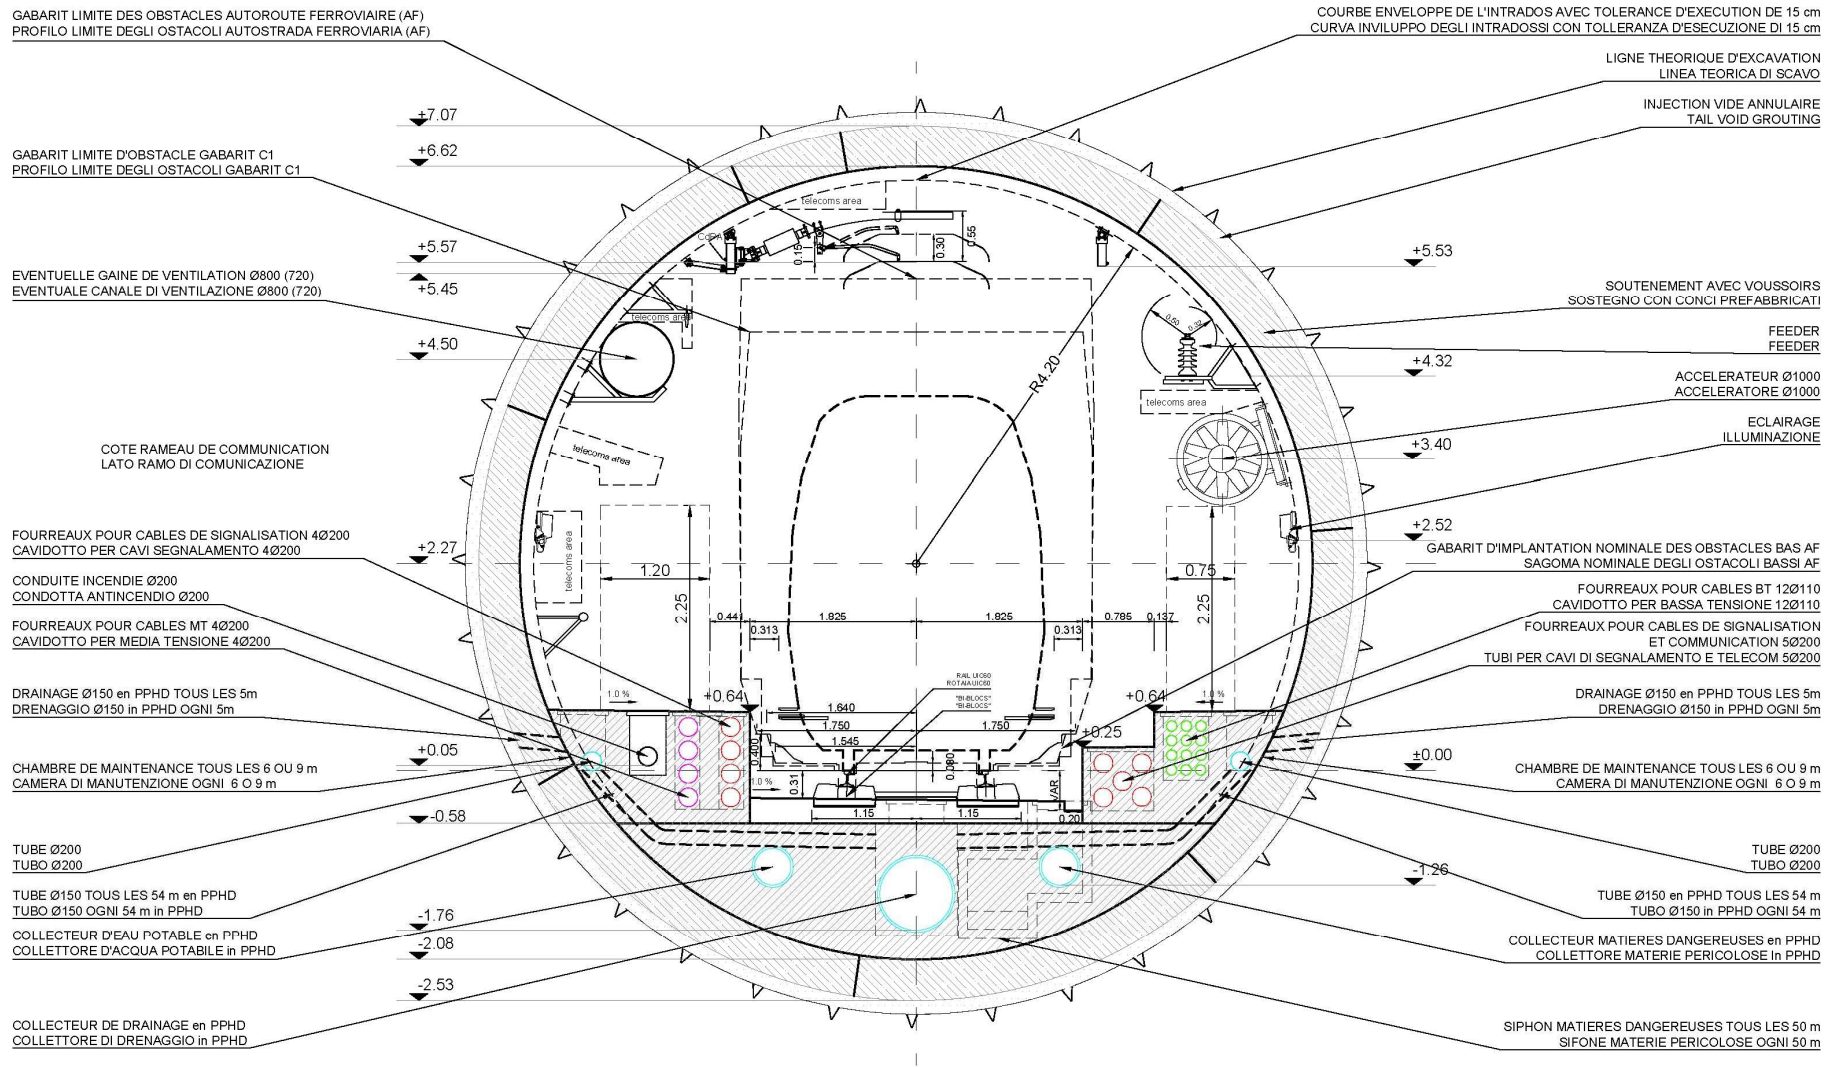 GABARIT LIMITE DES OBSTACLES AUTOROUTE FERROVIAIRE (AF)
PROFILO LIMITE DEGLI OSTACOLI AUTOSTRADA FERROVIARIA (AF)
COURBE ENVELOPPE DE L'INTRADOS AVEC TOLERANCE D'EXECUTION DE 15 cm
CURVA INVILUPPO DEGLI INTRADOSSI CON TOLLERANZA D'ESECUZIONE DI 15 cm
LIGNE THEORIQUE D'EXCAVATION
LINEA TEORICA DI SCAVO
INJECTION VIDE ANNULAIRE
TAIL VOID GROUTING
+7.07
+6.62
GABARIT LIMITE D'OBSTACLE GABARIT C1
PROFILO LIMITE DEGLI OSTACOLI GABARIT C1
telecoms area
0.15
0.30
0.55
+5.57
+5.53
+5.45
EVENTUELLE GAINE DE VENTILATION Ø800 (720)
EVENTUALE CANALE DI VENTILAZIONE Ø800 (720)
SOUTENEMENT AVEC VOUSSOIRS
SOSTEGNO CON CONCI PREFABBRICATI
telecoms area
0.50
0.32
FEEDER
FEEDER
+4.50
+4.32
R4.20
ACCELERATEUR Ø1000
ACCELERATORE Ø1000
telecoms area
ECLAIRAGE
ILLUMINAZIONE
COTE RAMEAU DE COMMUNICATION
LATO RAMO DI COMUNICAZIONE
telecoms area
+3.40
FOURREAUX POUR CABLES DE SIGNALISATION 4Ø200
CAVIDOTTO PER CAVI SEGNALAMENTO 4Ø200
+2.52
+2.27
telecoms area
GABARIT D'IMPLANTATION NOMINALE DES OBSTACLES BAS AF
SAGOMA NOMINALE DEGLI OSTACOLI BASSI AF
1.20
0.75
2.25
2.25
CONDUITE INCENDIE Ø200
CONDOTTA ANTINCENDIO Ø200
FOURREAUX POUR CABLES BT 12Ø110
CAVIDOTTO PER BASSA TENSIONE 12Ø110
0.441
1.825
1.825
0.785
0.137
0.313
0.313
FOURREAUX POUR CABLES MT 4Ø200
CAVIDOTTO PER MEDIA TENSIONE 4Ø200
FOURREAUX POUR CABLES DE SIGNALISATION
ET COMMUNICATION 5Ø200
TUBI PER CAVI DI SEGNALAMENTO E TELECOM 5Ø200
RAIL UIC60
ROTAIA UIC60
"BI-BLOCS"
"BI-BLOCS"
DRAINAGE Ø150 en PPHD TOUS LES 5m
DRENAGGIO Ø150 in PPHD OGNI 5m
DRAINAGE Ø150 en PPHD TOUS LES 5m
DRENAGGIO Ø150 in PPHD OGNI 5m
1.0 %
+0.64
+0.64
1.0 %
1.640
1.750
1.750
+0.25
1.545
0.400
0.080
+0.05
±0.00
CHAMBRE DE MAINTENANCE TOUS LES 6 OU 9 m
CAMERA DI MANUTENZIONE OGNI 6 O 9 m
CHAMBRE DE MAINTENANCE TOUS LES 6 OU 9 m
CAMERA DI MANUTENZIONE OGNI 6 O 9 m
1.0 %
0.31
VAR
-0.58
1.15
1.15
0.20
TUBE Ø200
TUBO Ø200
TUBE Ø200
TUBO Ø200
-1.26
TUBE Ø150 TOUS LES 54 m en PPHD
TUBO Ø150 OGNI 54 m in PPHD
TUBE Ø150 en PPHD TOUS LES 54 m
TUBO Ø150 in PPHD OGNI 54 m
-1.76
COLLECTEUR D'EAU POTABLE en PPHD
COLLETTORE D'ACQUA POTABILE in PPHD
-2.08
COLLECTEUR MATIERES DANGEREUSES en PPHD
COLLETTORE MATERIE PERICOLOSE In PPHD
-2.53
COLLECTEUR DE DRAINAGE en PPHD
COLLETTORE DI DRENAGGIO in PPHD
SIPHON MATIERES DANGEREUSES TOUS LES 50 m
SIFONE MATERIE PERICOLOSE OGNI 50 m